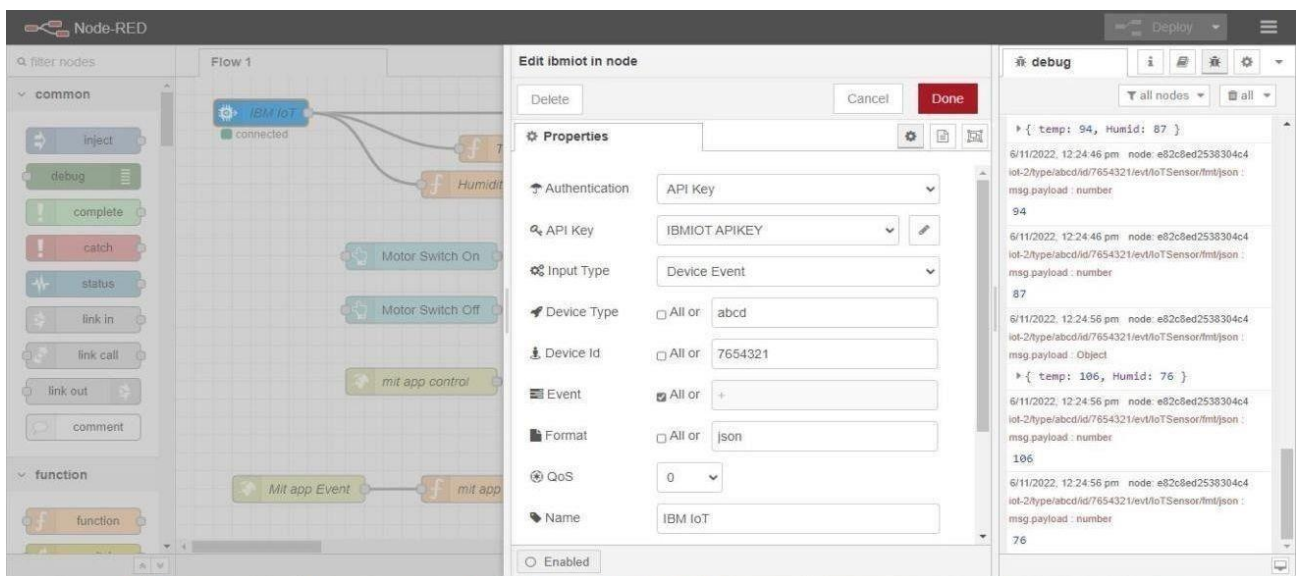 Node-RED
Deploy
filter nodes
Flow 1
Edit ibmiot in node
debug
i
common
Delete
Cancel
Done
all nodes
all
IBM IoT
connected
Properties
{ temp: 94, Humid: 87 }
inject
6/11/2022, 12:24:46 pm node: e82c8ed2538304c4
iot-2/type/abcd/id/7654321/evt/IoTSensor/fmt/json :
msg.payload : number
94
debug
Humidit
Authentication
API Key
complete
6/11/2022, 12:24:46 pm node: e82c8ed2538304c4
iot-2/type/abcd/id/7654321/evt/IoTSensor/fmt/json :
msg.payload : number
87
API Key
IBMIOT APIKEY
catch
Motor Switch On
Input Type
Device Event
status
Motor Switch Off
Device Type
All or
abcd
6/11/2022, 12:24:56 pm node: e82c8ed2538304c4
iot-2/type/abcd/id/7654321/evt/IoTSensor/fmt/json :
msg.payload : Object
{ temp: 106, Humid: 76 }
link in
link call
Device Id
All or
7654321
mit app control
link out
Event
All or
+
6/11/2022, 12:24:56 pm node: e82c8ed2538304c4
iot-2/type/abcd/id/7654321/evt/IoTSensor/fmt/json :
msg.payload : number
106
comment
Format
All or
json
function
Mit app Event
mit app
QoS
0
6/11/2022, 12:24:56 pm node: e82c8ed2538304c4
iot-2/type/abcd/id/7654321/evt/IoTSensor/fmt/json :
msg.payload : number
76
function
Name
IBM IoT
Enabled